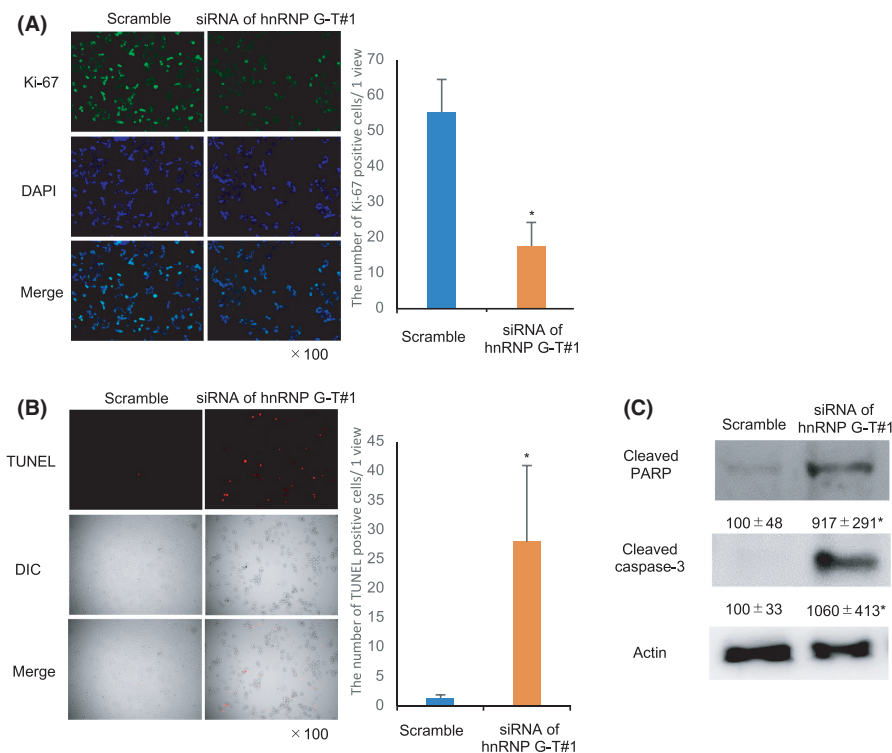 (A)
Scramble
siRNA of hnRNP G-T#1
Ki-67
DAPI
Merge
×100
The number of Ki-67 positive cells/ 1 view
70
60
50
40
30
20
10
0
*
Scramble
siRNA of
hnRNP G-T#1
(B)
Scramble
siRNA of hnRNP G-T#1
TUNEL
DIC
Merge
×100
The number of TUNEL positive cells/ 1 view
45
40
35
30
25
20
15
10
5
0
*
Scramble
siRNA of
hnRNP G-T#1
(C)
Scramble
siRNA of
hnRNP G-T#1
Cleaved
PARP
100±48 917±291*
Cleaved
caspase-3
100±33 1060±413*
Actin